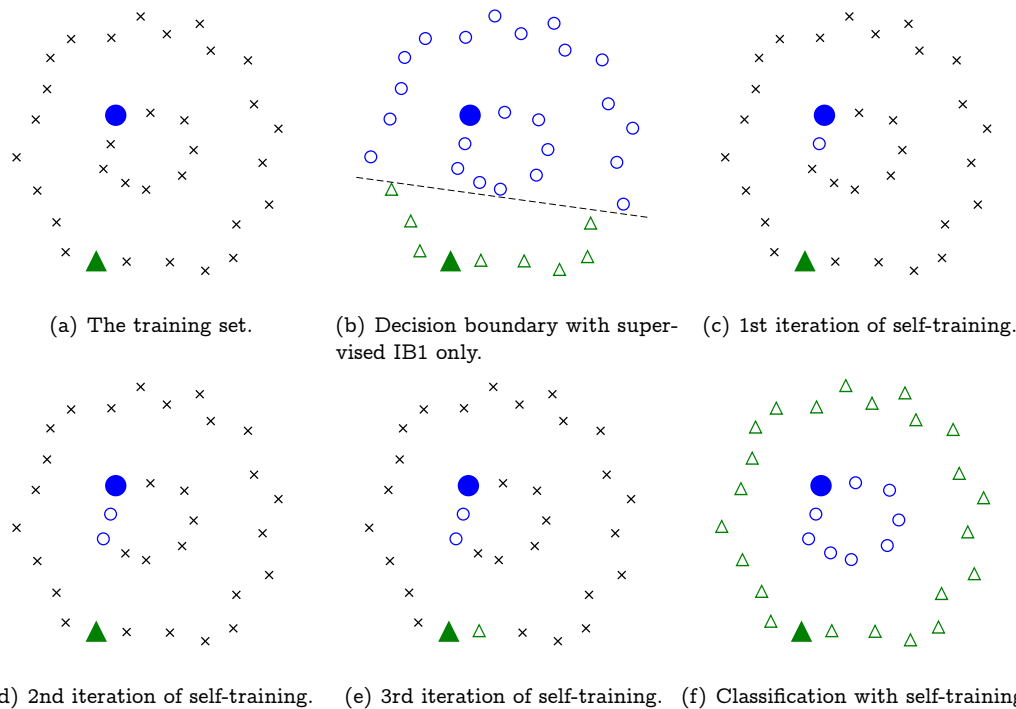 (a) The training set.
(b) Decision boundary with super-
vised IB1 only.
(c) 1st iteration of self-training.
d) 2nd iteration of self-training.
(e) 3rd iteration of self-training.
(f) Classification with self-training